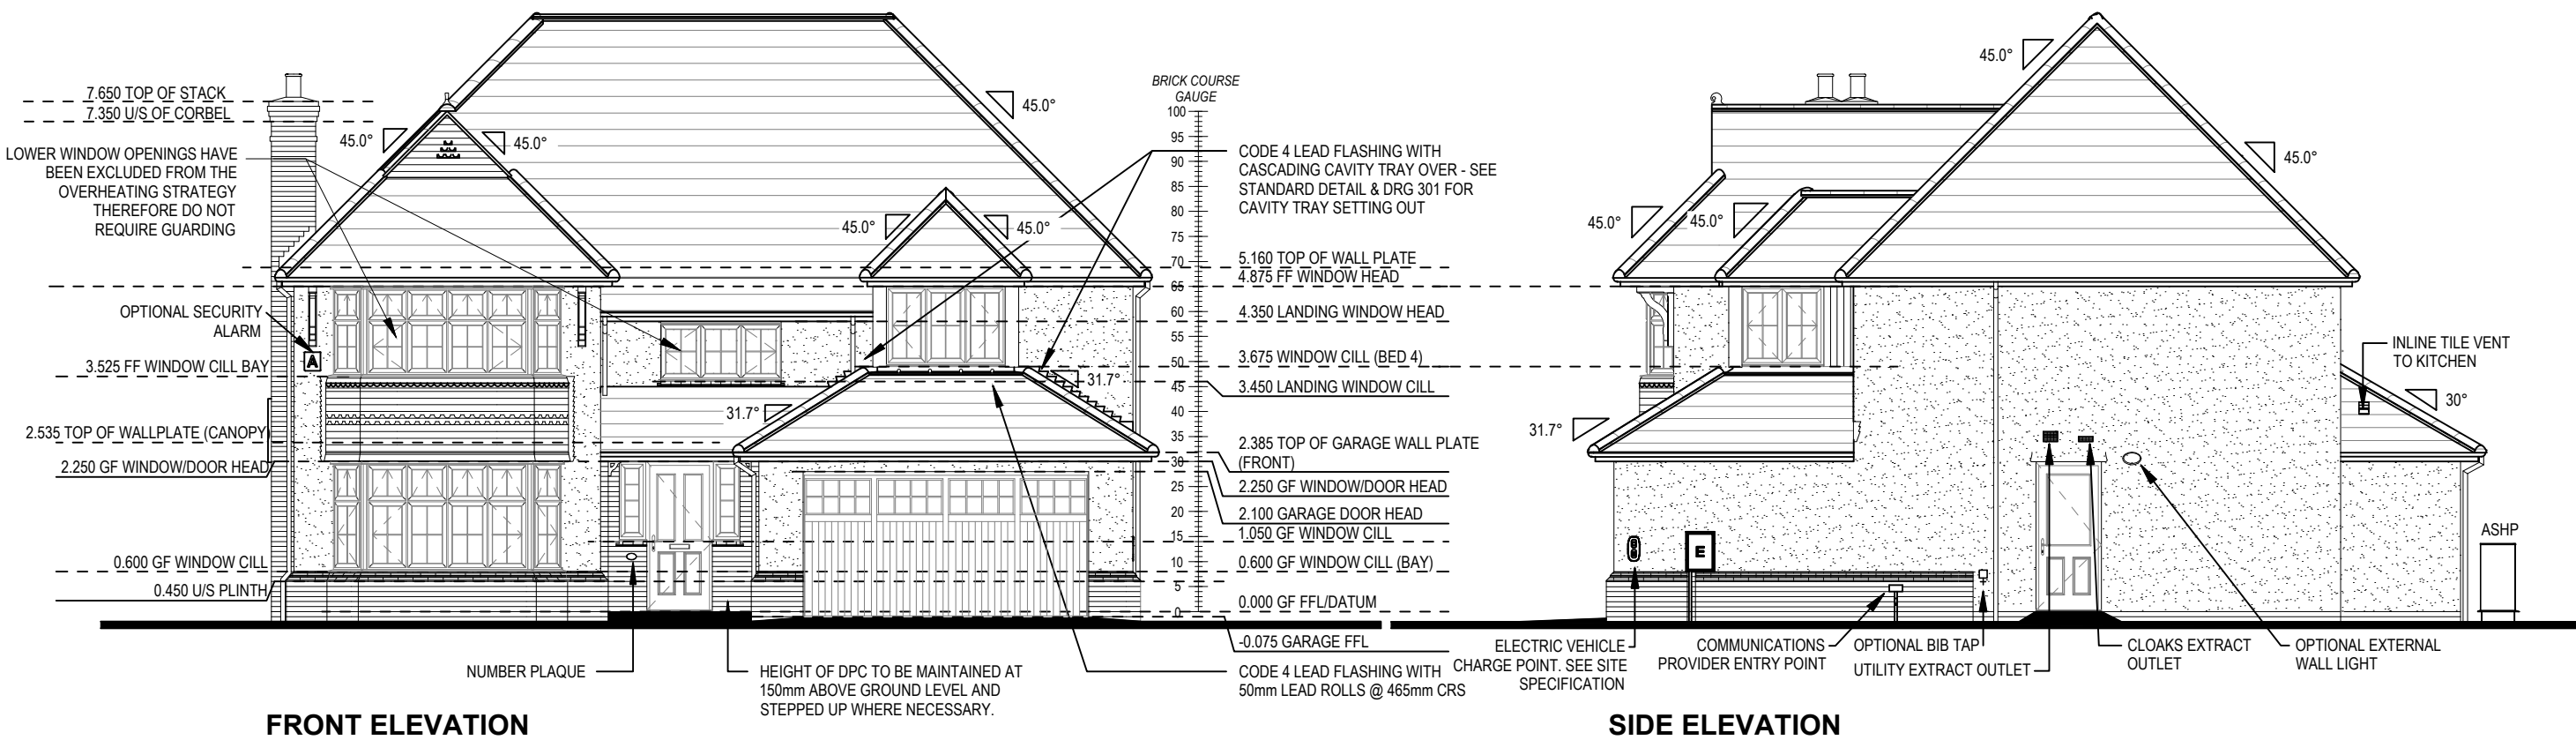 7.650 TOP OF STACK
7.350 U/S OF CORBEL
LOWER WINDOW OPENINGS HAVE
BEEN EXCLUDED FROM THE
OVERHEATING STRATEGY
THEREFORE DO NOT
REQUIRE GUARDING
OPTIONAL SECURITY
ALARM
A
3.525 FF WINDOW CILL BAY
2.535 TOP OF WALLPLATE (CANOPY)
2.250 GF WINDOW/DOOR HEAD
0.600 GF WINDOW CILL
0.450 U/S PLINTH
45.0°
45.0°
45.0°
45.0°
45.0°
31.7°
31.7°
NUMBER PLAQUE
HEIGHT OF DPC TO BE MAINTAINED AT
150mm ABOVE GROUND LEVEL AND
STEPPED UP WHERE NECESSARY.
FRONT ELEVATION
BRICK COURSE
GAUGE
100
95
90
85
80
75
70
65
60
55
50
45
40
35
30
25
20
15
10
5
0
CODE 4 LEAD FLASHING WITH
CASCADING CAVITY TRAY OVER - SEE
STANDARD DETAIL & DRG 301 FOR
CAVITY TRAY SETTING OUT
5.160 TOP OF WALL PLATE
4.875 FF WINDOW HEAD
4.350 LANDING WINDOW HEAD
3.675 WINDOW CILL (BED 4)
3.450 LANDING WINDOW CILL
2.385 TOP OF GARAGE WALL PLATE
(FRONT)
2.250 GF WINDOW/DOOR HEAD
2.100 GARAGE DOOR HEAD
1.050 GF WINDOW CILL
0.600 GF WINDOW CILL (BAY)
0.000 GF FFL/DATUM
-0.075 GARAGE FFL
CODE 4 LEAD FLASHING WITH
50mm LEAD ROLLS @ 465mm CRS
45.0°
45.0°
45.0°
45.0°
31.7°
30°
INLINE TILE VENT
TO KITCHEN
E
ASHP
ELECTRIC VEHICLE
CHARGE POINT. SEE SITE
SPECIFICATION
COMMUNICATIONS
PROVIDER ENTRY POINT
OPTIONAL BIB TAP
UTILITY EXTRACT OUTLET
CLOAKS EXTRACT
OUTLET
OPTIONAL EXTERNAL
WALL LIGHT
SIDE ELEVATION